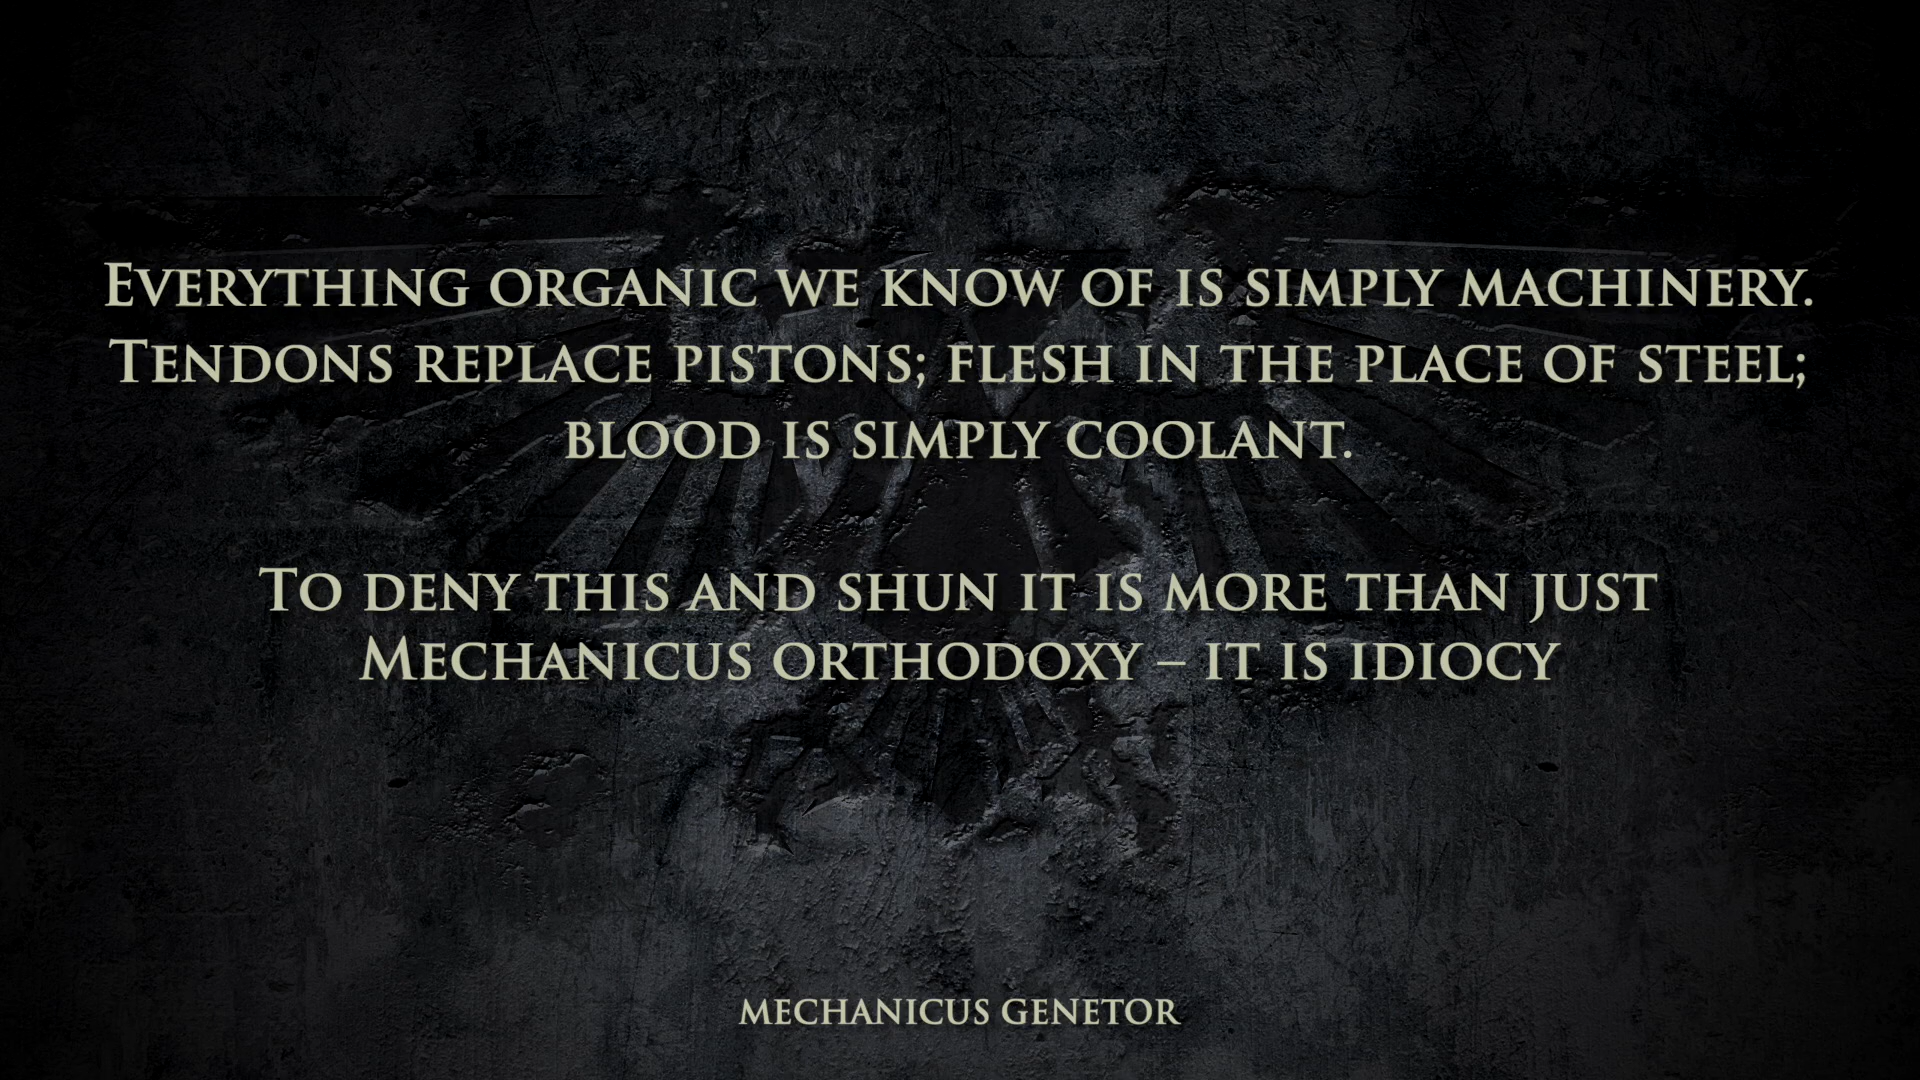 Everything organic we know of is simply machinery.
Tendons replace pistons; flesh in the place of steel;
blood is simply coolant.
To deny this and shun it is more than just
Mechanicus orthodoxy – it is idiocy
mechanicus genetor